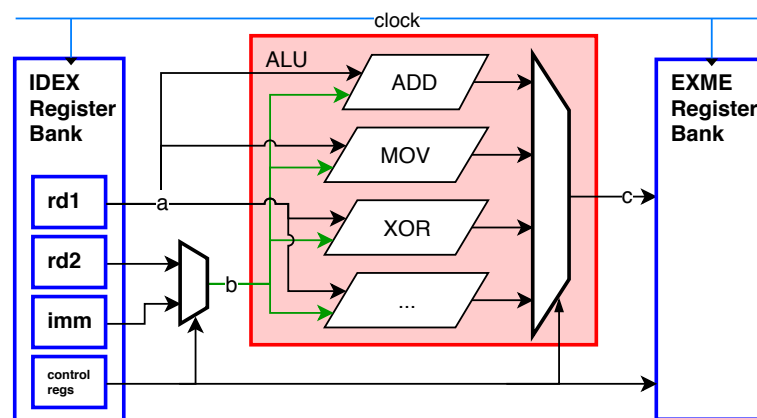 clock
IDEX
Register
Bank
ALU
ADD
EXME
Register
Bank
MOV
rd1
a
c
XOR
rd2
b
imm
...
control
regs